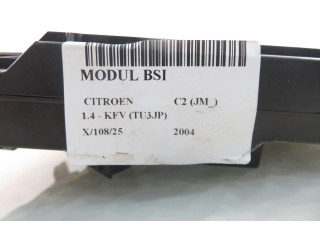 MODUL BSI
CITROEN C2 (JM_)
1.4 - KFV (TU3JP)
X/108/25 2004